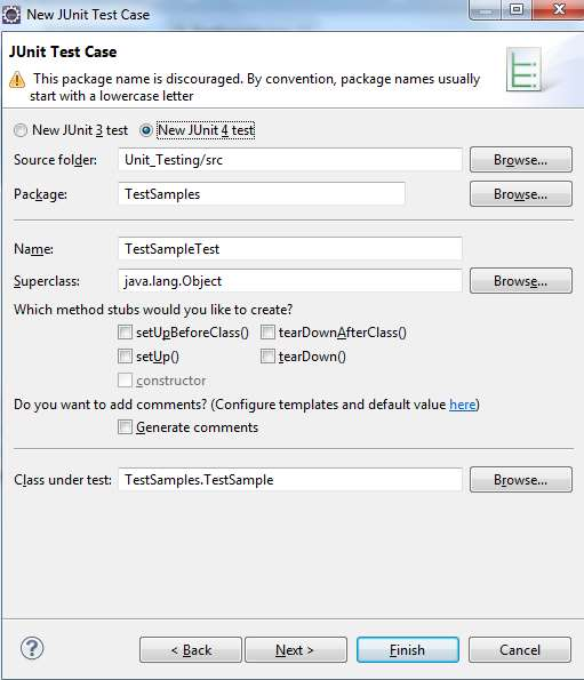 New JUnit Test Case
JUnit Test Case
This package name is discouraged. By convention, package names usually
start with a lowercase letter
New JUnit 3 test New JUnit 4 test
Source folder: Unit_Testing/src Browse...
Package: TestSamples Browse...
Name: TestSampleTest
Superclass: java.lang.Object Browse...
Which method stubs would you like to create?
setUpBeforeClass() tearDownAfterClass()
setUp() tearDown()
constructor
Do you want to add comments? (Configure templates and default value here)
Generate comments
Class under test: TestSamples.TestSample Browse...
? < Back Next > Finish Cancel